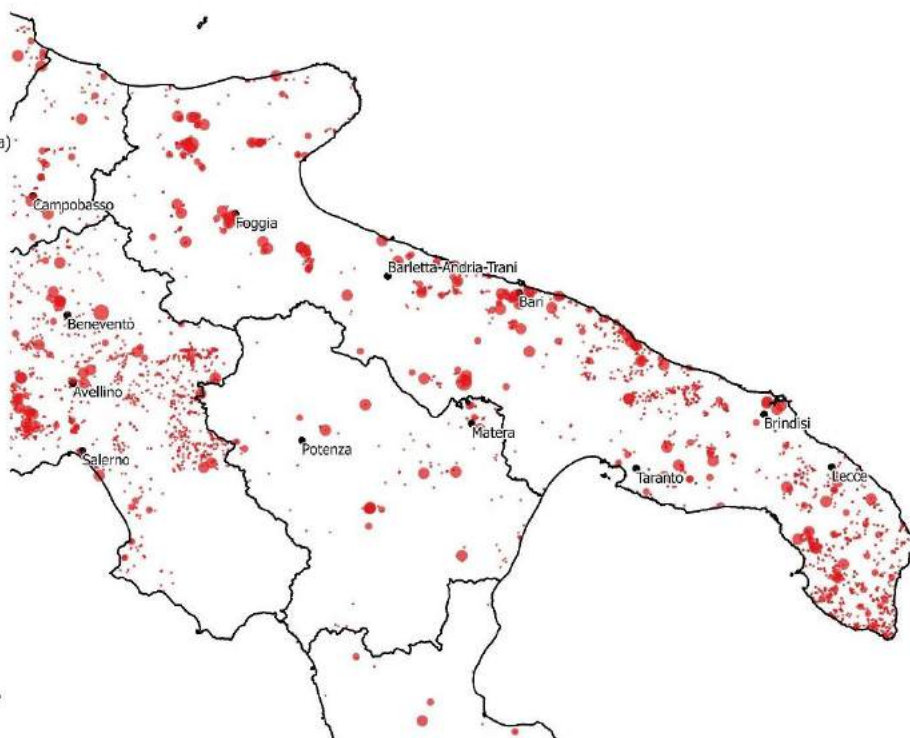 a)
Campobasso
Foggia
Barletta-Andria-Trani
Bari
Benevento
Avellino
Brindisi
Matera
Potenza
Salerno
Taranto
Lecce